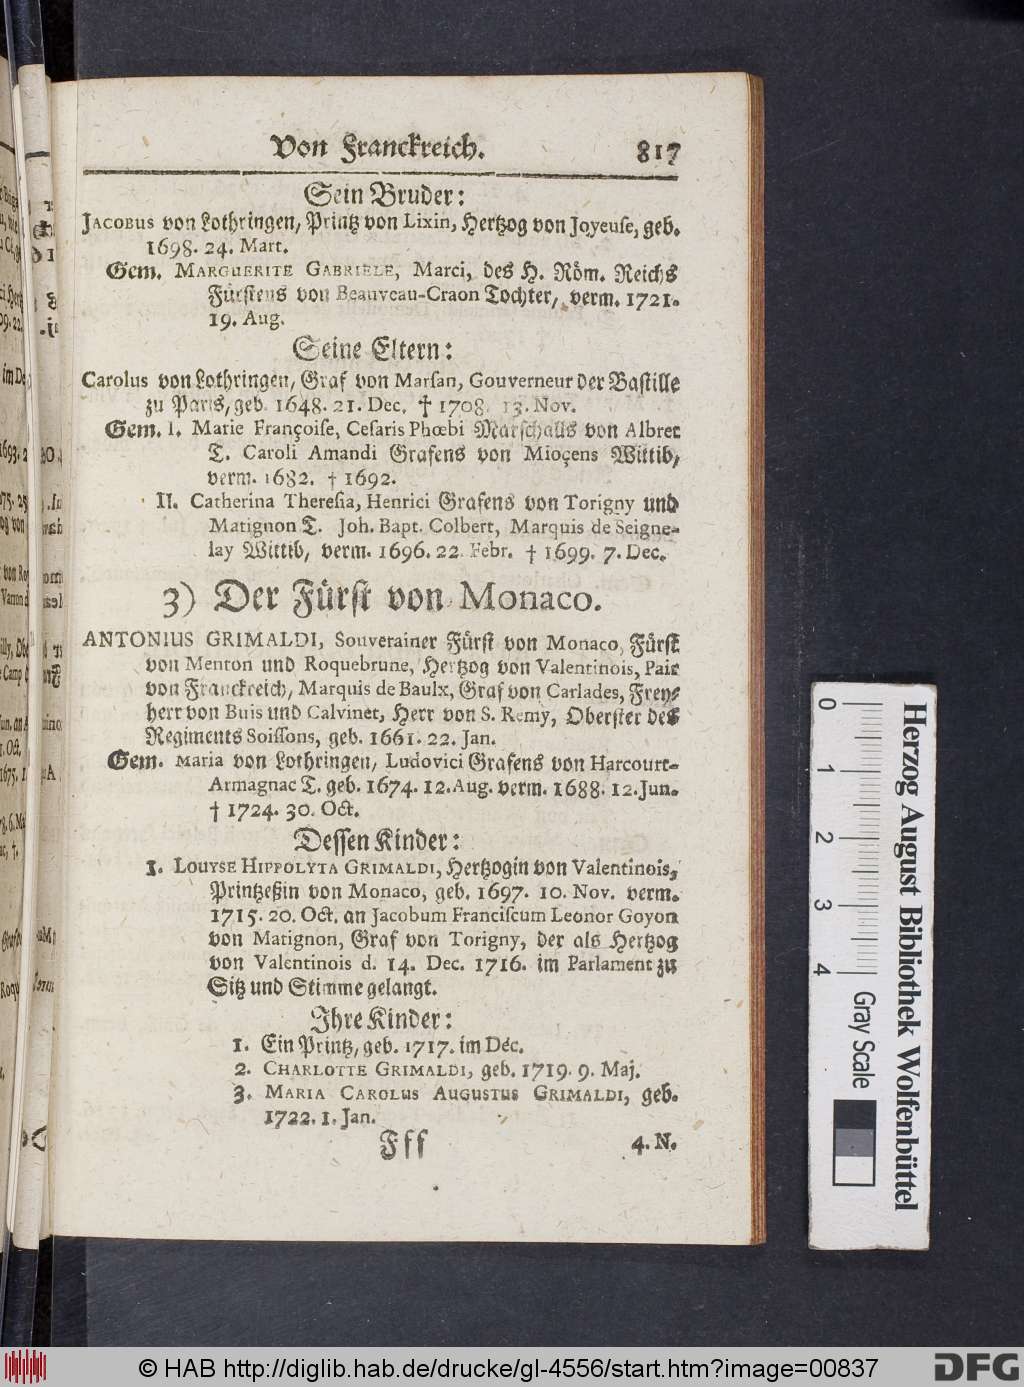 Von Franckreich. 817
Sein Bruder:
JACOBUS von Lothringen, Printz von Lixin, Hertzog von Joyeuse, geb.
1698. 24. Mart.
Gem. MARGUERITE GABRIELE, Marci, des H. Röm. Reichs
Fürstens von Beauveau-Craon Tochter, verm. 1721.
19. Aug.
Seine Eltern:
Carolus von Lothringen, Graf von Marsan, Gouverneur der Bastille
zu Paris, geb. 1648. 21. Dec. † 1708. 13. Nov.
Gem. I. Marie Françoise, Cesaris Phœbi Marschalls von Albret
T. Caroli Amandi Grafens von Mioçens Wittib,
verm. 1682. † 1692.
II. Catherina Theresia, Henrici Grafens von Torigny und
Matignon T. Joh. Bapt. Colbert, Marquis de Seigne-
lay Wittib, verm. 1696. 22. Febr. † 1699. 7. Dec.
3) Der Fürst von Monaco.
ANTONIUS GRIMALDI, Souverainer Fürst von Monaco, Fürst
von Menton und Roquebrune, Hertzog von Valentinois, Pair
von Franckreich, Marquis de Baulx, Graf von Carlades, Frey-
herr von Buis und Calvinet, Herr von S. Remy, Oberster des
Regiments Soissons, geb. 1661. 22. Jan.
Gem. MARIA von Lothringen, Ludovici Grafens von Harcourt-
Armagnac T. geb. 1674. 12. Aug. verm. 1688. 12. Jun.
† 1724. 30. Oct.
Dessen Kinder:
1. LOUYSE HIPPOLYTA GRIMALDI, Hertzogin von Valentinois,
Printzeßin von Monaco, geb. 1697. 10. Nov. verm.
1715. 20. Oct. an Jacobum Franciscum Leonor Goyon
von Matignon, Graf von Torigny, der als Hertzog
von Valentinois d. 14. Dec. 1716. im Parlament zu
Sitz und Stimme gelangt.
Ihre Kinder:
1. Ein Printz, geb. 1717. im Dec.
2. CHARLOTTE GRIMALDI, geb. 1719. 9. Maj.
3. MARIA CAROLUS AUGUSTUS GRIMALDI, geb.
1722. 1. Jan.
Fff 4. N.
0 1 2 3 4 Gray Scale
Herzog August Bibliothek Wolfenbüttel
© HAB http://diglib.hab.de/drucke/gl-4556/start.htm?image=00837
DFG